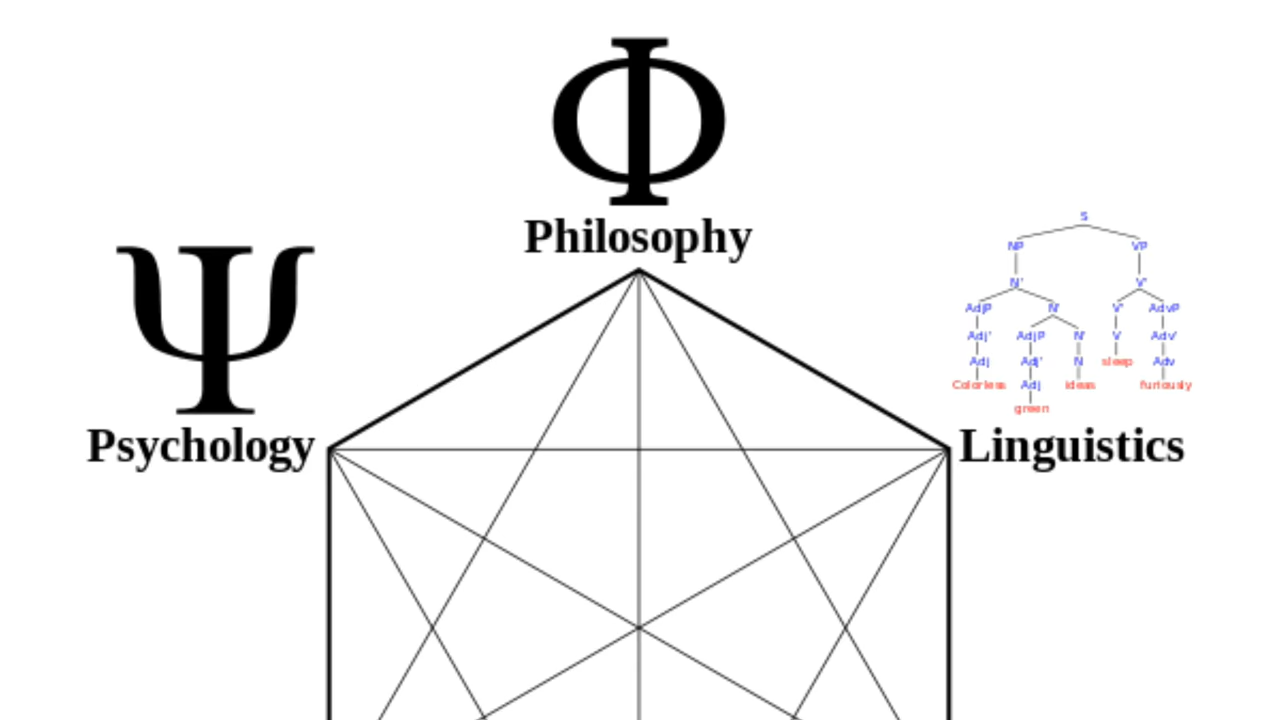 Φ
Philosophy
Ψ
Psychology
S
NP VP
N' V'
AdjP N' V' AdvP
Adj' AdjP N' V Adv'
Adj Adj' N sleep Adv
Colorless Adj ideas furiously
green
Linguistics